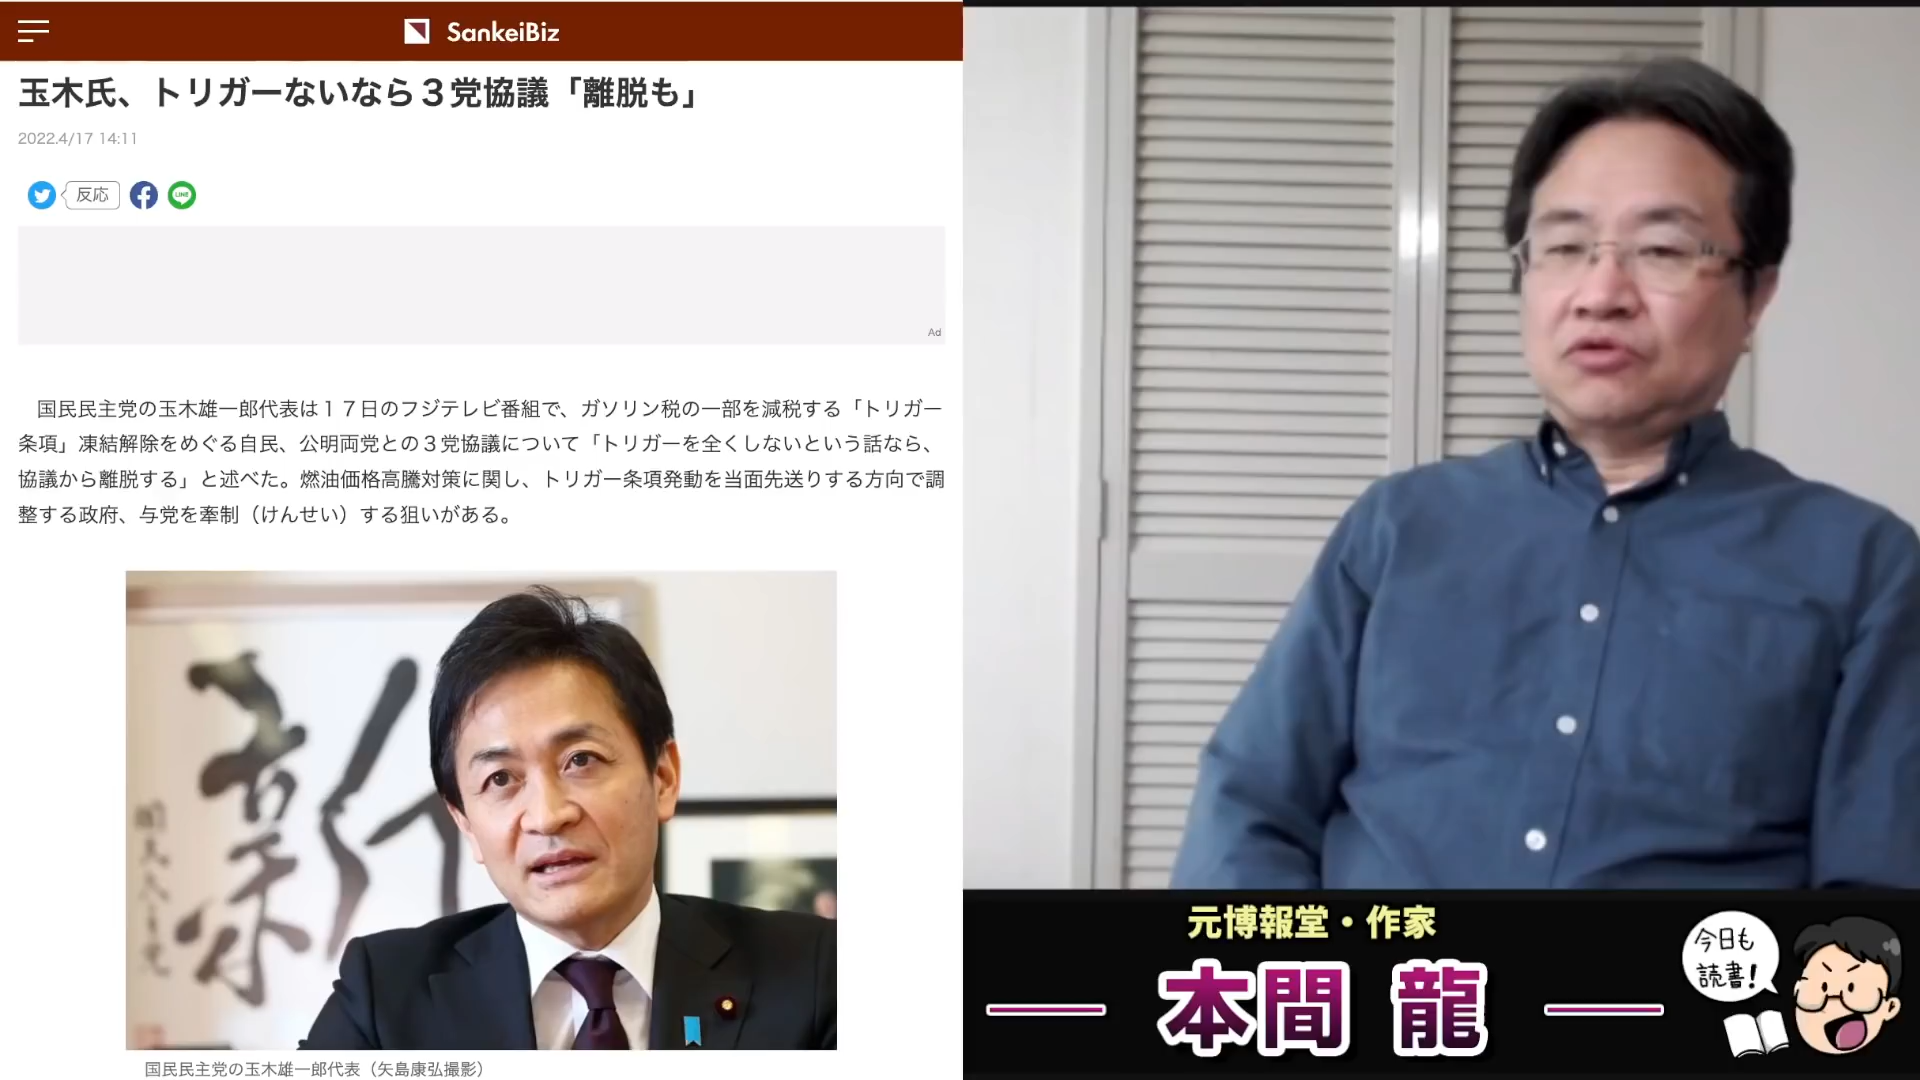 SankeiBiz
玉木氏、トリガーないなら３党協議「離脱も」
2022.4/17 14:11
反応
LINE
Ad
国民民主党の玉木雄一郎代表は１７日のフジテレビ番組で、ガソリン税の一部を減税する「トリガー
条項」凍結解除をめぐる自民、公明両党との３党協議について「トリガーを全くしないという話なら、
協議から離脱する」と述べた。燃油価格高騰対策に関し、トリガー条項発動を当面先送りする方向で調
整する政府、与党を牽制（けんせい）する狙いがある。
新
国民民主党の玉木雄一郎代表（矢島康弘撮影）
元博報堂・作家
本間 龍
今日も
読書!